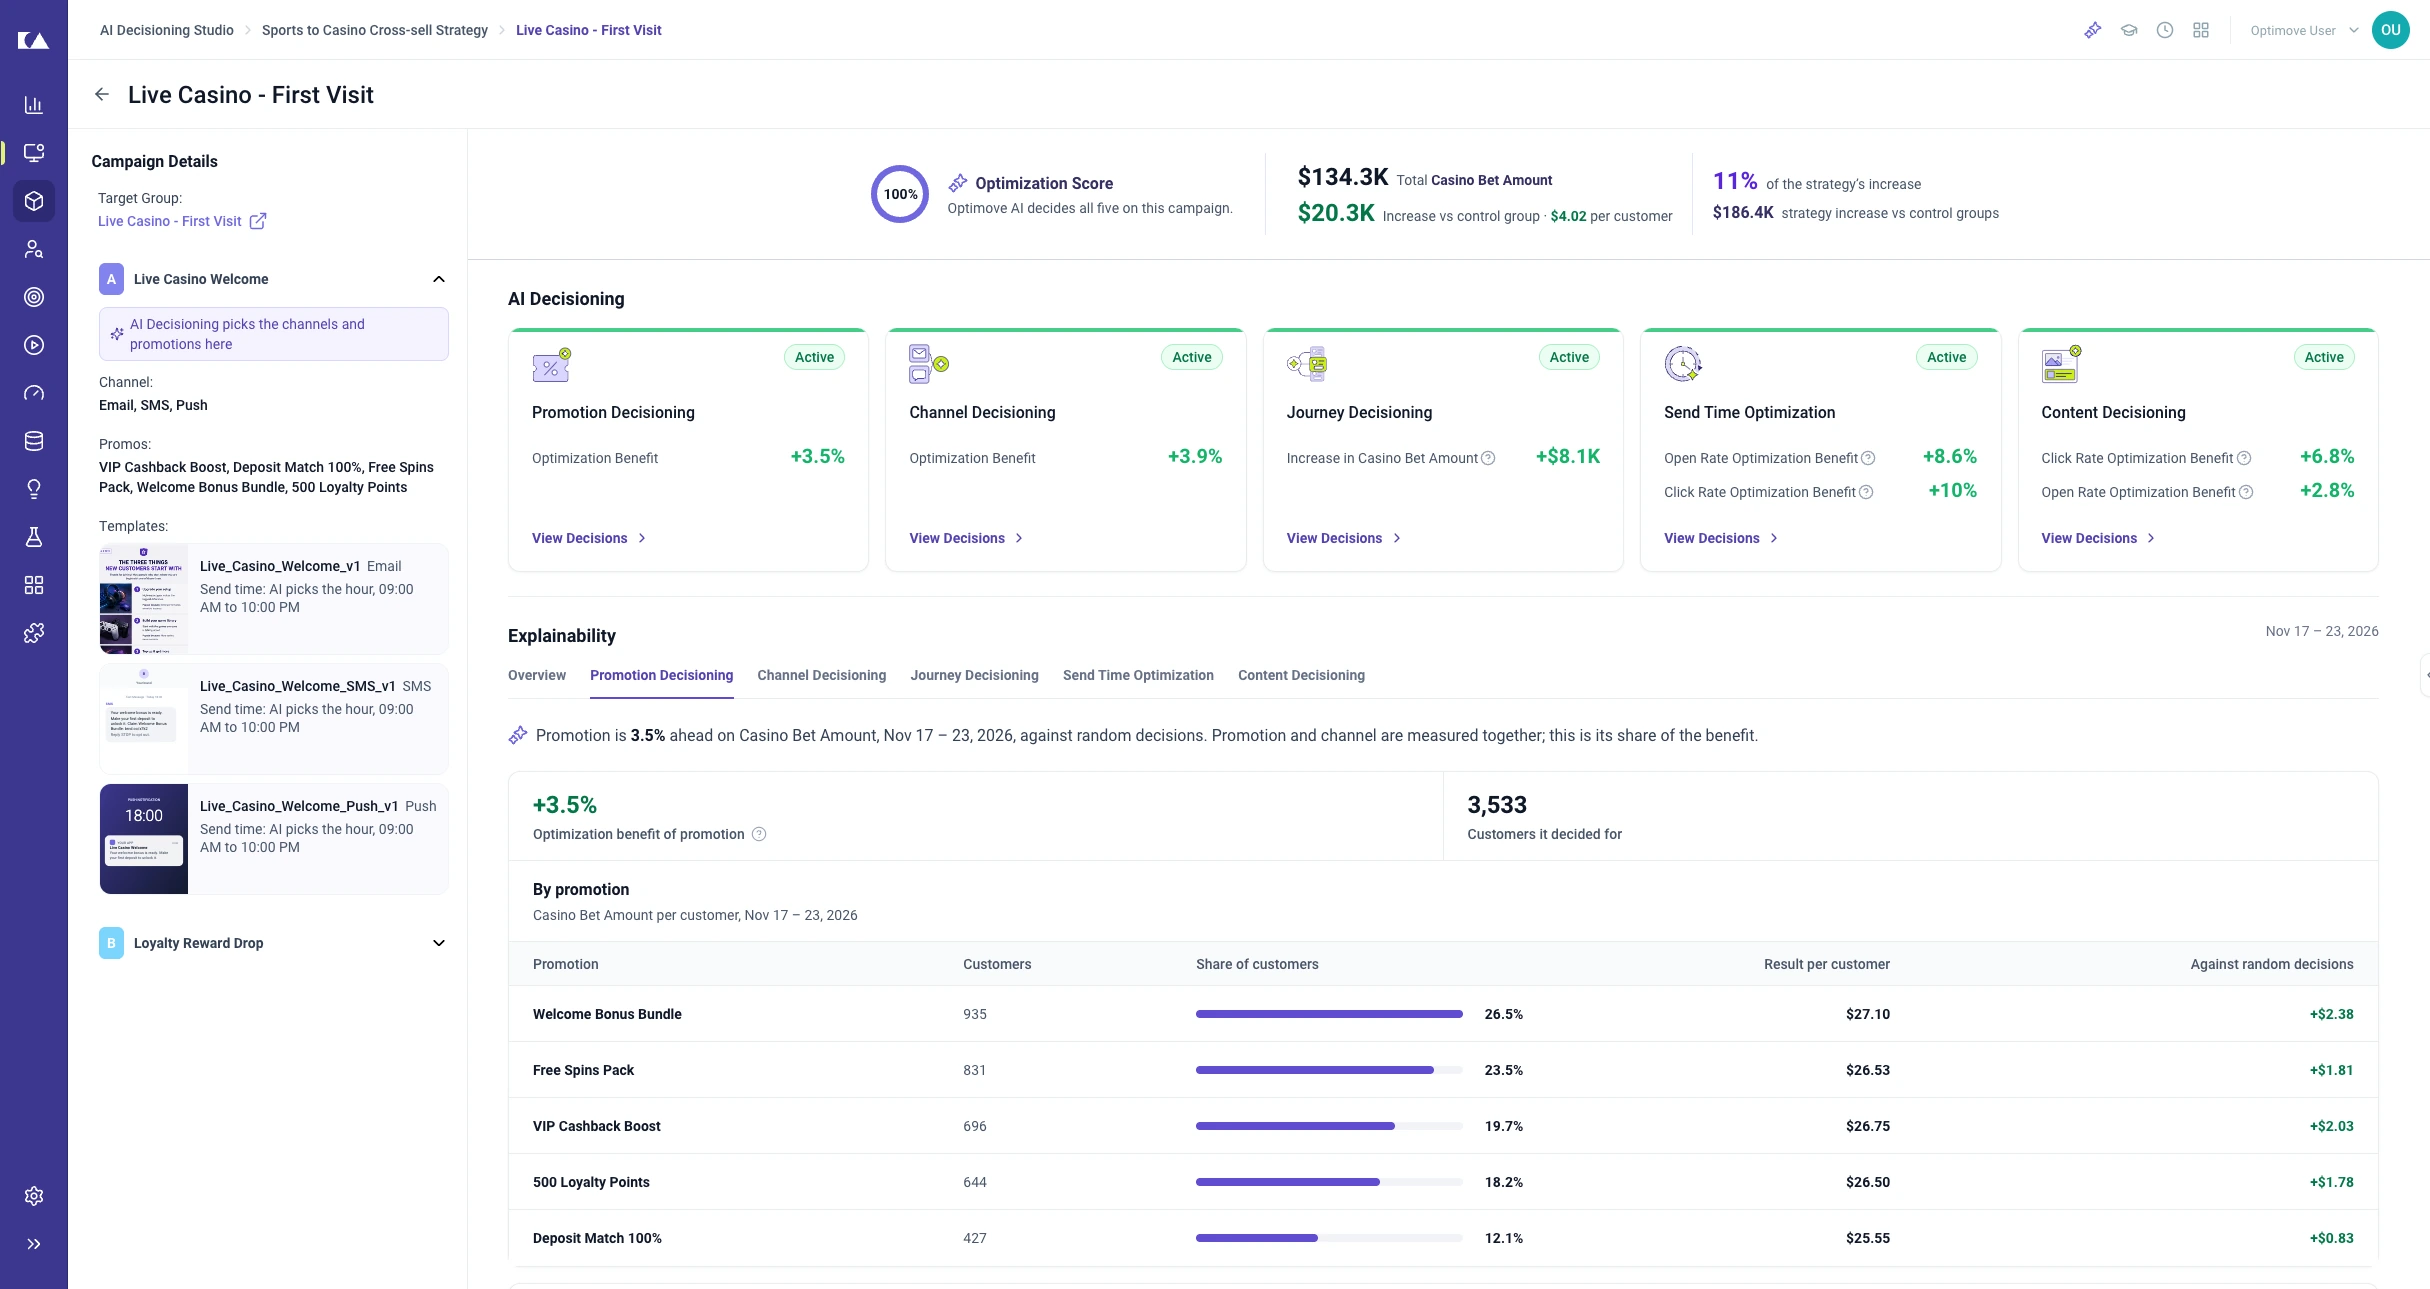 AI Decisioning Studio
Sports to Casino Cross-sell Strategy
Live Casino - First Visit
Optimove User
OU
Live Casino - First Visit
Campaign Details
Target Group:
Live Casino - First Visit
A
Live Casino Welcome
AI Decisioning picks the channels and
promotions here
Channel:
Email, SMS, Push
Promos:
VIP Cashback Boost, Deposit Match 100%, Free Spins
Pack, Welcome Bonus Bundle, 500 Loyalty Points
Templates:
THE THREE THINGS
NEW CUSTOMERS START WITH
Live_Casino_Welcome_v1 Email
Send time: AI picks the hour, 09:00
AM to 10:00 PM
Live_Casino_Welcome_SMS_v1 SMS
Send time: AI picks the hour, 09:00
AM to 10:00 PM
18:00
Live_Casino_Welcome_Push_v1 Push
Send time: AI picks the hour, 09:00
AM to 10:00 PM
B
Loyalty Reward Drop
100%
Optimization Score
Optimove AI decides all five on this campaign.
$134.3K Total Casino Bet Amount
$20.3K Increase vs control group · $4.02 per customer
11% of the strategy's increase
$186.4K strategy increase vs control groups
AI Decisioning
Active
Promotion Decisioning
Optimization Benefit +3.5%
View Decisions
Active
Channel Decisioning
Optimization Benefit +3.9%
View Decisions
Active
Journey Decisioning
Increase in Casino Bet Amount +$8.1K
View Decisions
Active
Send Time Optimization
Open Rate Optimization Benefit +8.6%
Click Rate Optimization Benefit +10%
View Decisions
Active
Content Decisioning
Click Rate Optimization Benefit +6.8%
Open Rate Optimization Benefit +2.8%
View Decisions
Explainability
Nov 17 – 23, 2026
Overview
Promotion Decisioning
Channel Decisioning
Journey Decisioning
Send Time Optimization
Content Decisioning
Promotion is 3.5% ahead on Casino Bet Amount, Nov 17 – 23, 2026, against random decisions. Promotion and channel are measured together; this is its share of the benefit.
+3.5%
Optimization benefit of promotion
3,533
Customers it decided for
By promotion
Casino Bet Amount per customer, Nov 17 – 23, 2026
Promotion Customers Share of customers Result per customer Against random decisions
Welcome Bonus Bundle 935 26.5% $27.10 +$2.38
Free Spins Pack 831 23.5% $26.53 +$1.81
VIP Cashback Boost 696 19.7% $26.75 +$2.03
500 Loyalty Points 644 18.2% $26.50 +$1.78
Deposit Match 100% 427 12.1% $25.55 +$0.83